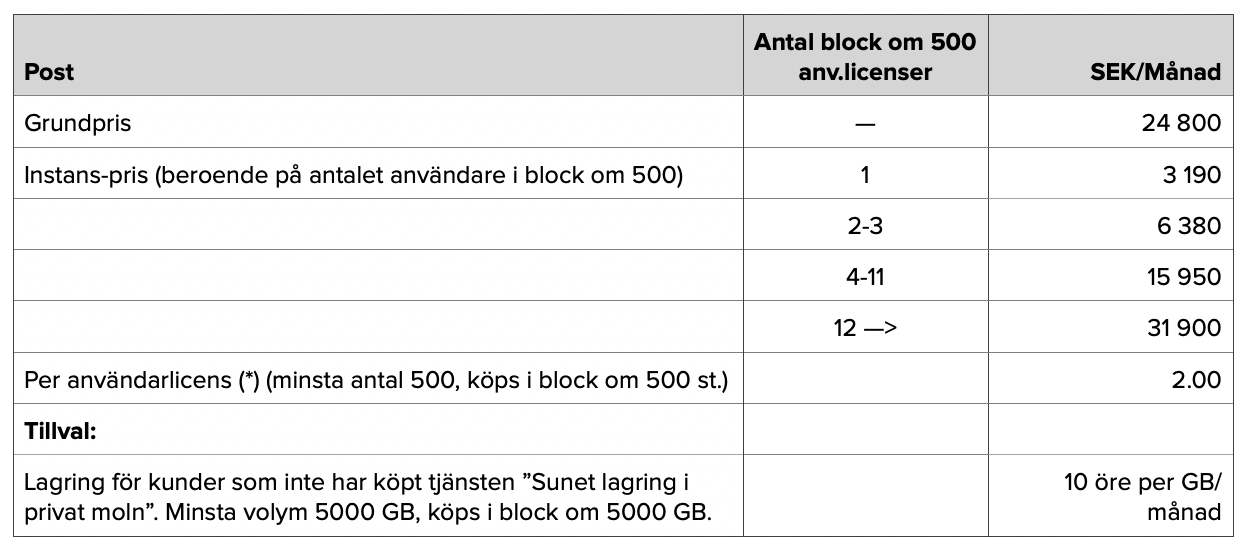 Post
Antal block om 500
anv.licenser
SEK/Månad
Grundpris
—
24 800
Instans-pris (beroende på antalet användare i block om 500)
1
3 190
2-3
6 380
4-11
15 950
12 —>
31 900
Per användarlicens (*) (minsta antal 500, köps i block om 500 st.)
2.00
Tillval:
Lagring för kunder som inte har köpt tjänsten ”Sunet lagring i
privat moln”. Minsta volym 5000 GB, köps i block om 5000 GB.
10 öre per GB/
månad